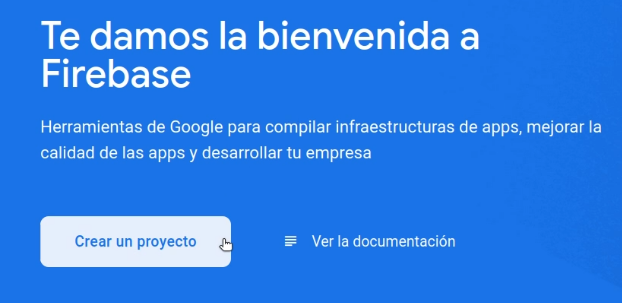 Te damos la bienvenida a
Firebase
Herramientas de Google para compilar infraestructuras de apps, mejorar la
calidad de las apps y desarrollar tu empresa
Crear un proyecto
Ver la documentación